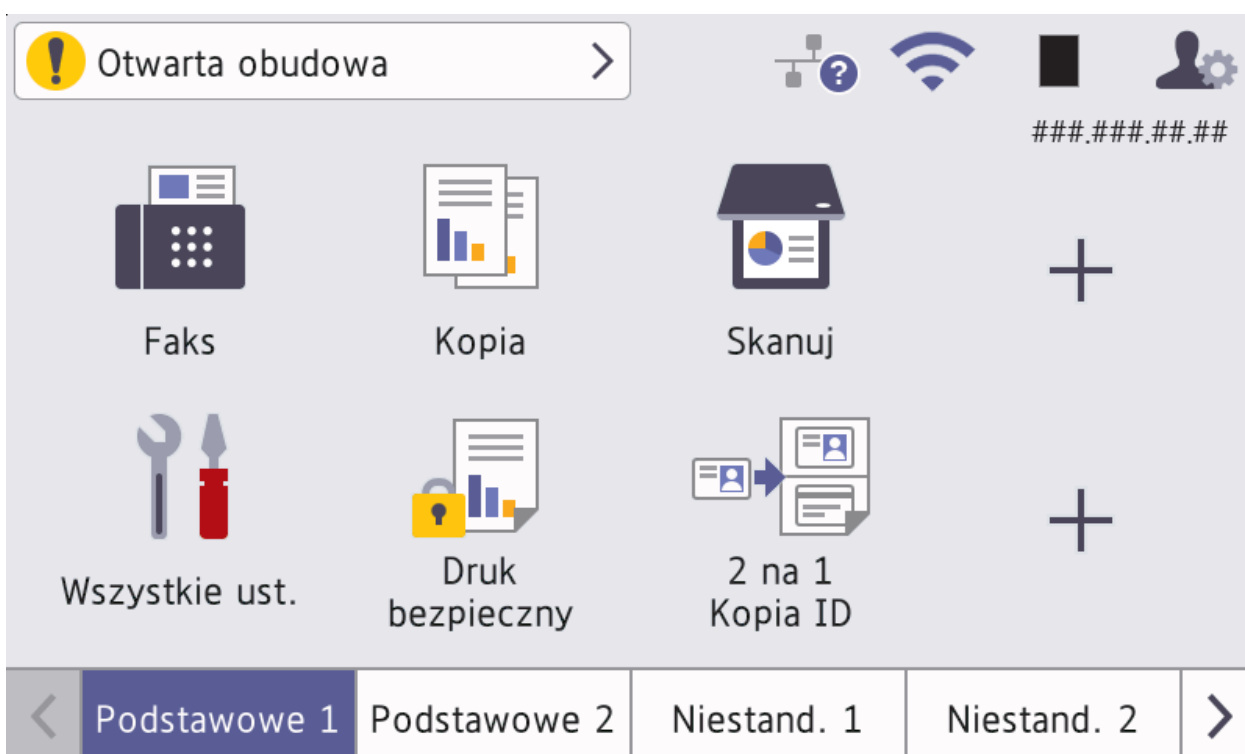 Otwarta obudowa
###.###.##.##
Faks
Kopia
Skanuj
Wszystkie ust.
Druk
bezpieczny
2 na 1
Kopia ID
Podstawowe 1
Podstawowe 2
Niestand. 1
Niestand. 2